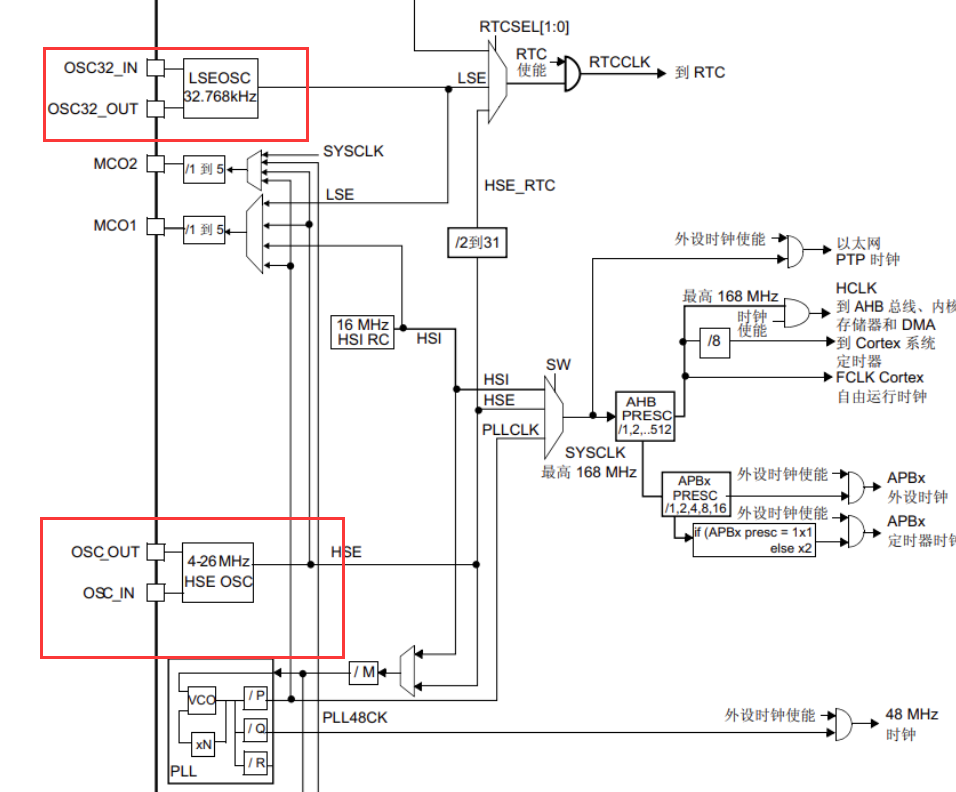 RTCSEL[1:0]
OSC32_IN
LSEOSC
32.768kHz
OSC32_OUT
LSE
RTC
使能
RTCCLK
到 RTC
MCO2
/1 到 5
SYSCLK
LSE
HSE_RTC
MCO1
/1 到 5
/2到31
外设时钟使能
以太网
PTP 时钟
16 MHz
HSI RC
HSI
最高 168 MHz
时钟
使能
HCLK
到 AHB 总线、内核
存储器和 DMA
/8
到 Cortex 系统
定时器
FCLK Cortex
自由运行时钟
SW
HSI
HSE
PLLCLK
AHB
PRESC
/1,2,..512
SYSCLK
最高 168 MHz
APBx
PRESC
/1,2,4,8,16
外设时钟使能
APBx
外设时钟
外设时钟使能
if (APBx presc = 1x1
else x2
APBx
定时器时钟
OSC_OUT
4-26 MHz
HSE OSC
OSC_IN
HSE
/ M
VCO
/ P
xN
/ Q
/ R
PLL
PLL48CK
外设时钟使能
48 MHz
时钟